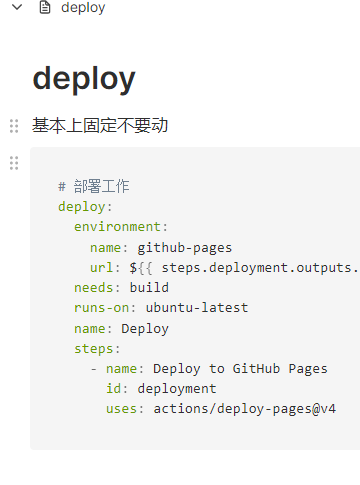 deploy
deploy
基本上固定不要动
# 部署工作
deploy:
  environment:
    name: github-pages
    url: ${{ steps.deployment.outputs.
  needs: build
  runs-on: ubuntu-latest
  name: Deploy
  steps:
    - name: Deploy to GitHub Pages
      id: deployment
      uses: actions/deploy-pages@v4